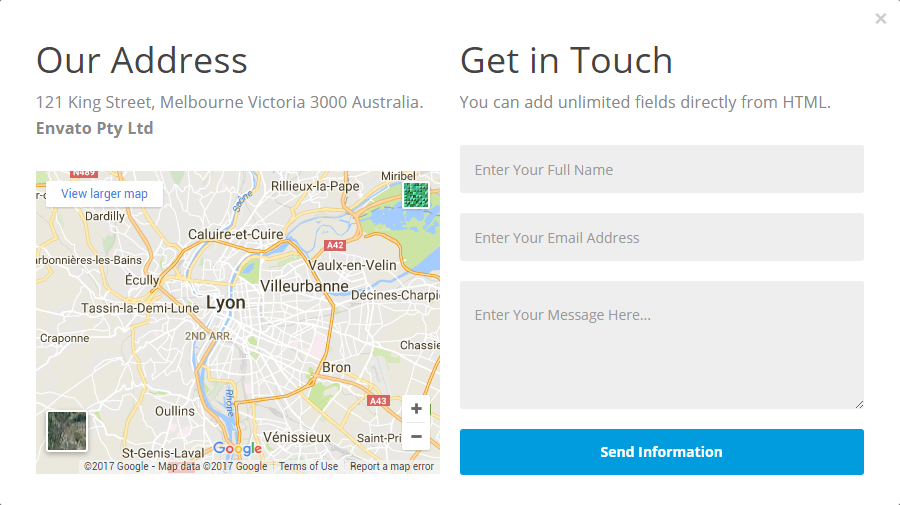 ×
Our Address
121 King Street, Melbourne Victoria 3000 Australia.
Envato Pty Ltd
N489
Miribel
View larger map
Rillieux-la-Pape
Saône
Dardilly
Caluire-et-Cuire
A42
rbonnières-les-Bains
Vaulx-en-Velin
Écully
Villeurbanne
Décines-Charpi
Tassin-la-Demi-Lune
Lyon
Craponne
2ND ARR.
Chassie
Bron
A43
Rhône
Oullins
Vénissieux
Saint-Pri
St-Genis-Laval
Google
©2017 Google - Map data ©2017 Google
Terms of Use
Report a map error
Get in Touch
You can add unlimited fields directly from HTML.
Enter Your Full Name
Enter Your Email Address
Enter Your Message Here...
Send Information